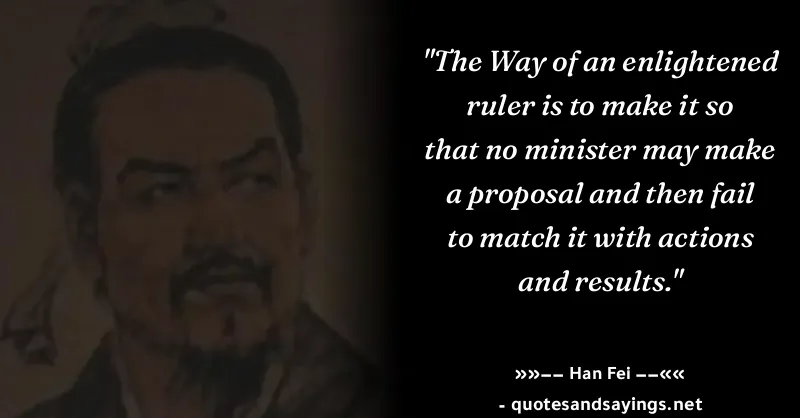 "The Way of an enlightened
ruler is to make it so
that no minister may make
a proposal and then fail
to match it with actions
and results."
»»−− Han Fei −−««
- quotesandsayings.net